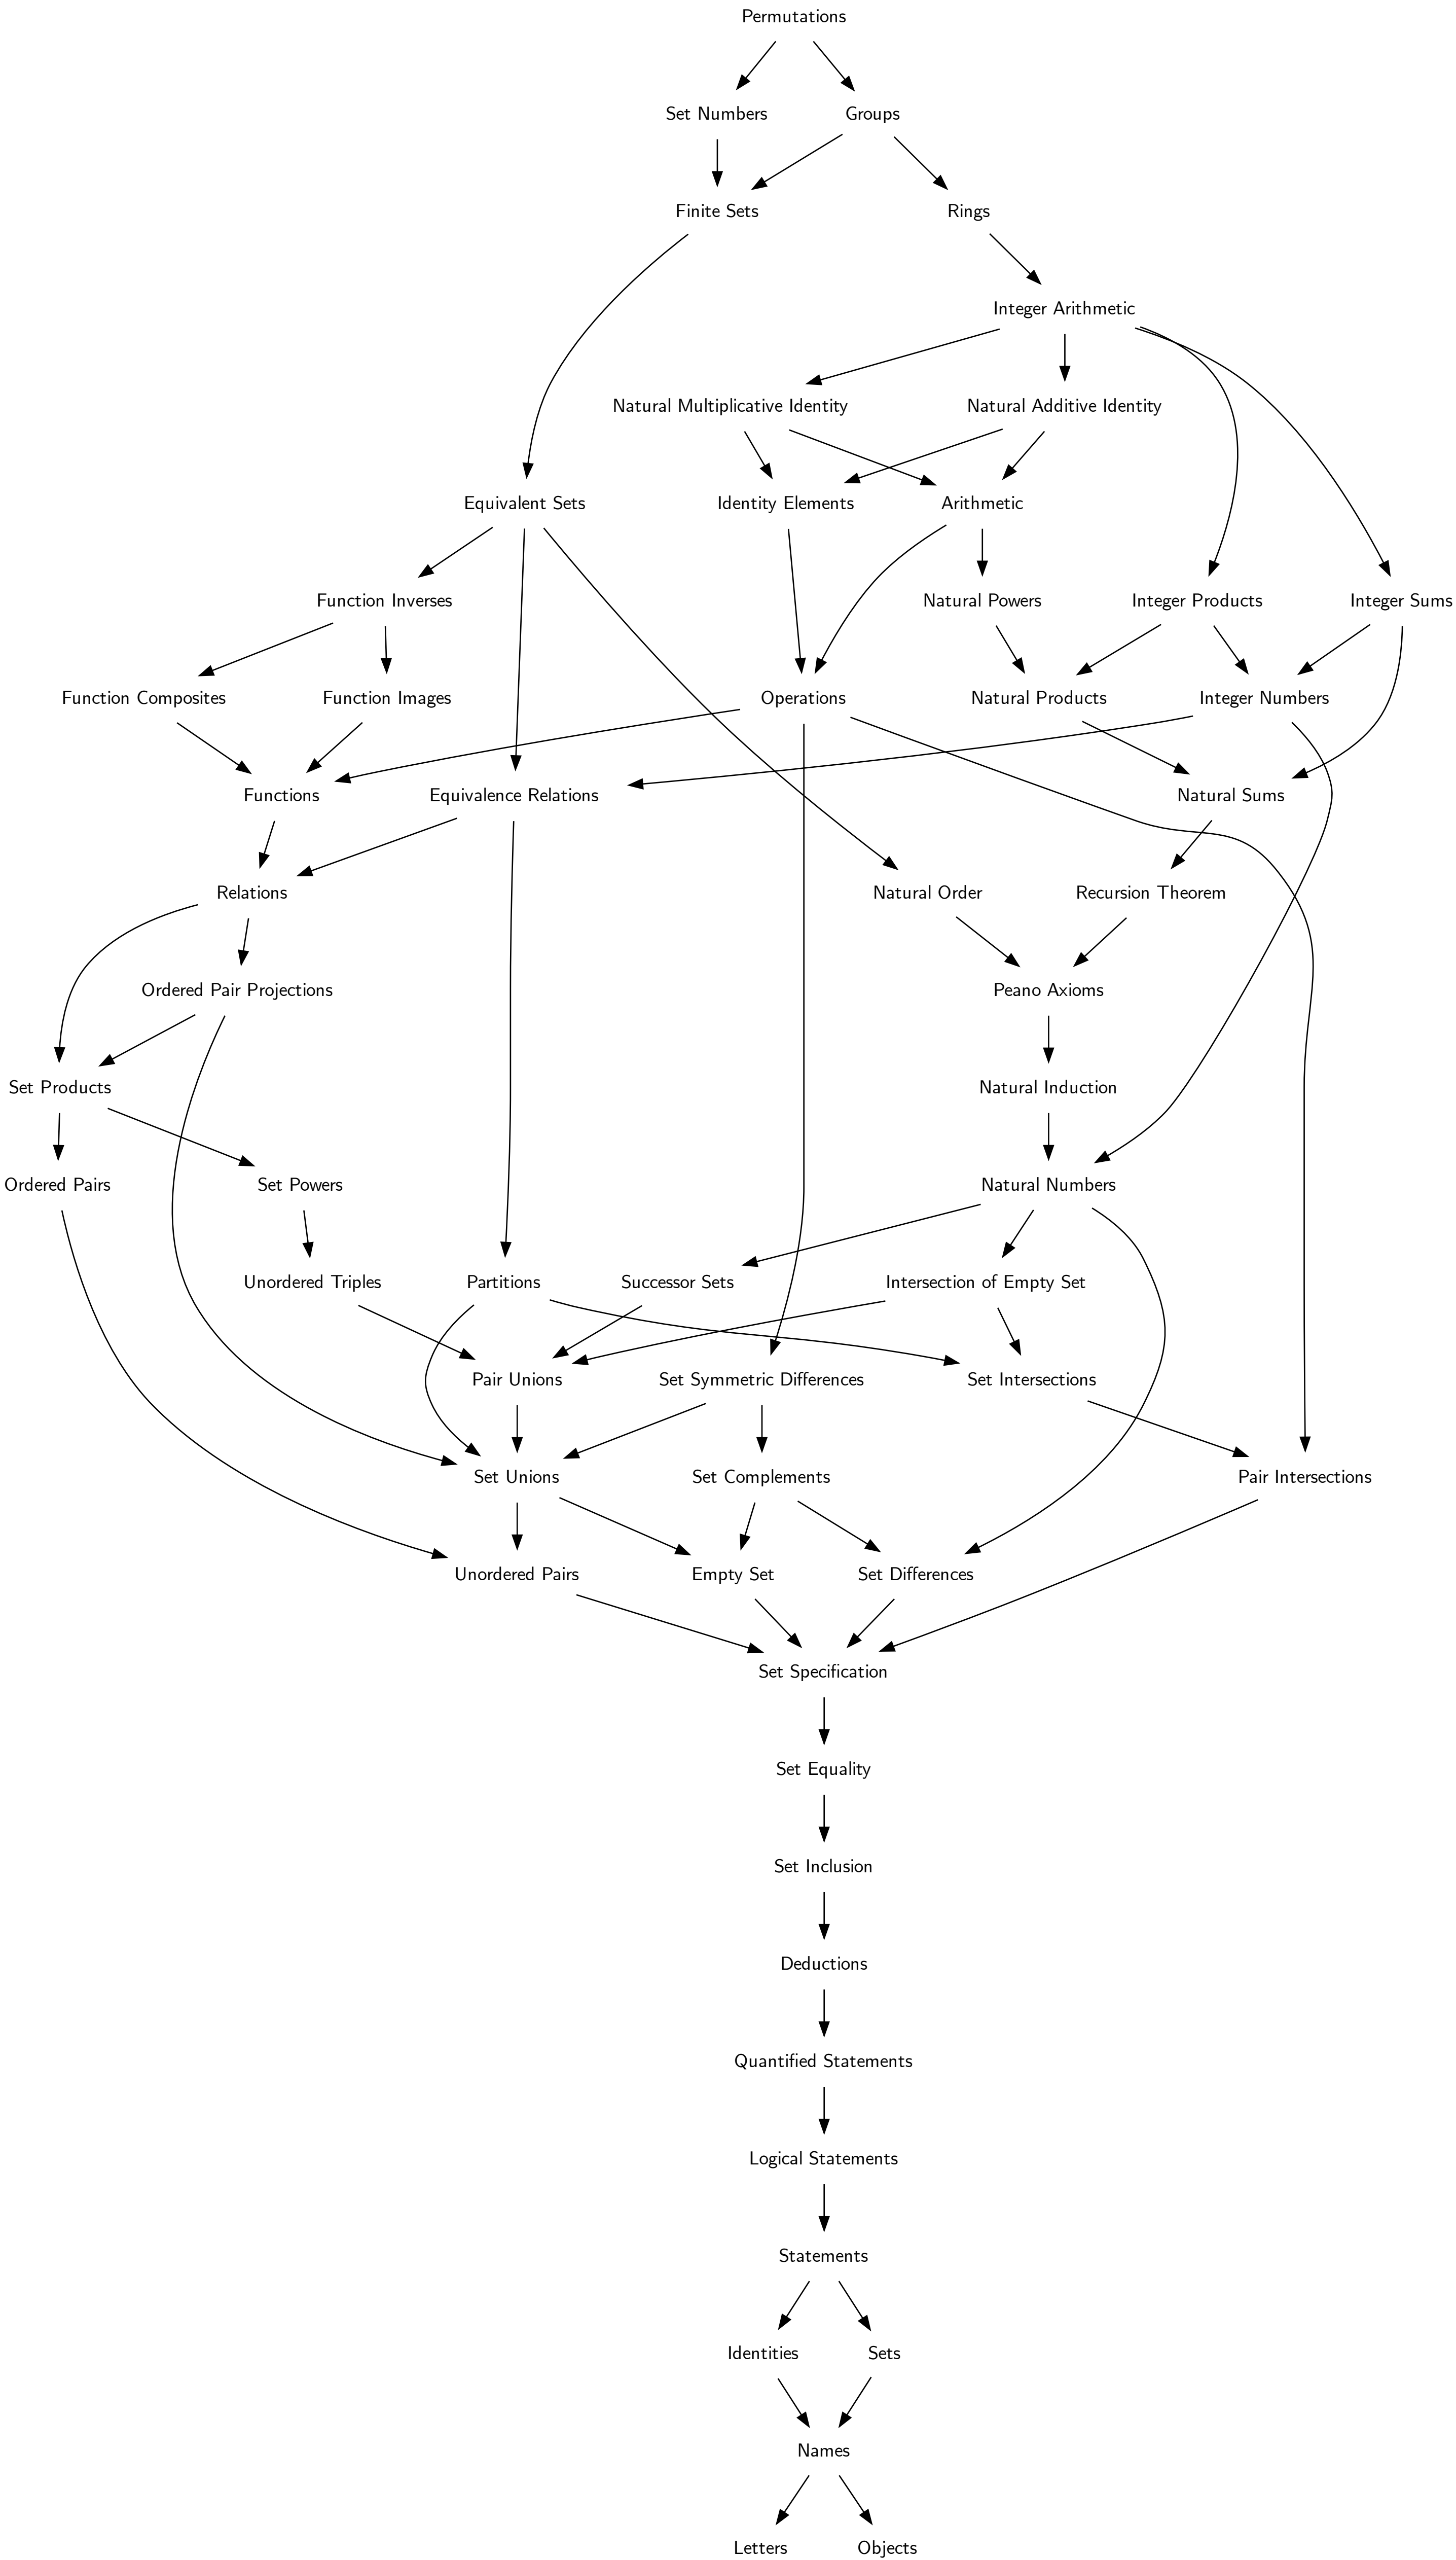 Permutations
Set Numbers
Groups
Finite Sets
Rings
Integer Arithmetic
Natural Multiplicative Identity
Natural Additive Identity
Equivalent Sets
Identity Elements
Arithmetic
Function Inverses
Natural Powers
Integer Products
Integer Sums
Function Composites
Function Images
Operations
Natural Products
Integer Numbers
Functions
Equivalence Relations
Natural Sums
Relations
Natural Order
Recursion Theorem
Ordered Pair Projections
Peano Axioms
Set Products
Natural Induction
Ordered Pairs
Set Powers
Natural Numbers
Unordered Triples
Partitions
Successor Sets
Intersection of Empty Set
Pair Unions
Set Symmetric Differences
Set Intersections
Set Unions
Set Complements
Pair Intersections
Unordered Pairs
Empty Set
Set Differences
Set Specification
Set Equality
Set Inclusion
Deductions
Quantified Statements
Logical Statements
Statements
Identities
Sets
Names
Letters
Objects